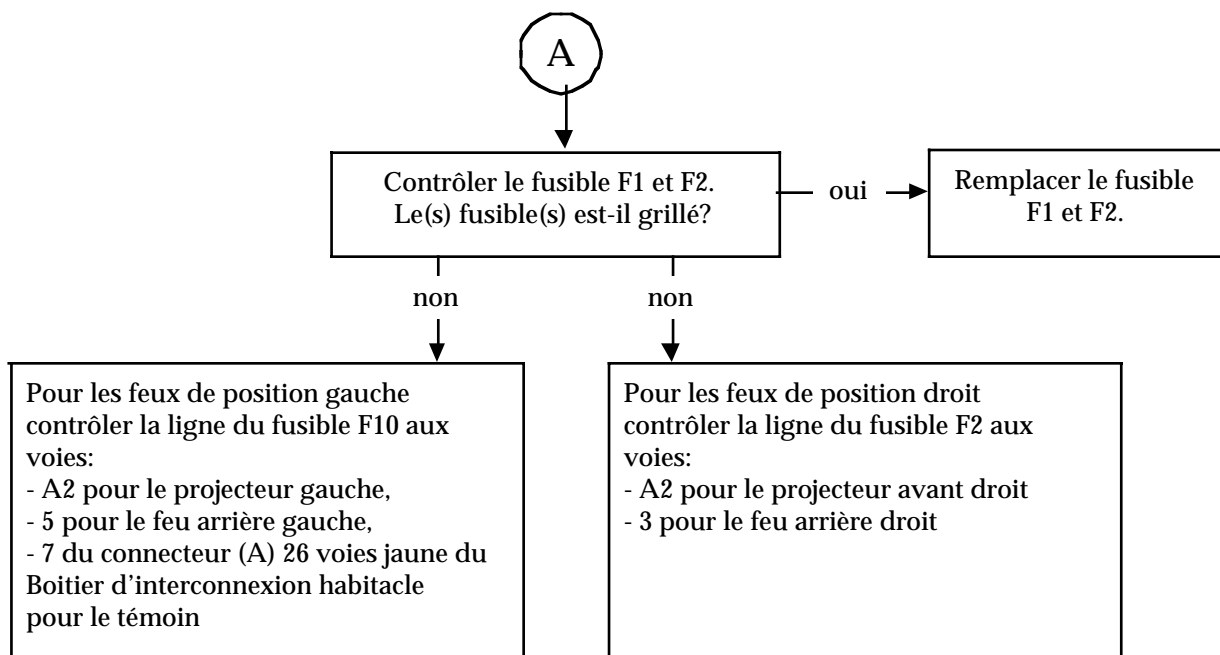 A
Contrôler le fusible F1 et F2.
Le(s) fusible(s) est-il grillé?
oui
Remplacer le fusible
F1 et F2.
non
non
Pour les feux de position gauche
contrôler la ligne du fusible F10 aux
voies:
- A2 pour le projecteur gauche,
- 5 pour le feu arrière gauche,
- 7 du connecteur (A) 26 voies jaune du
Boitier d’interconnexion habitacle
pour le témoin
Pour les feux de position droit
contrôler la ligne du fusible F2 aux
voies:
- A2 pour le projecteur avant droit
- 3 pour le feu arrière droit